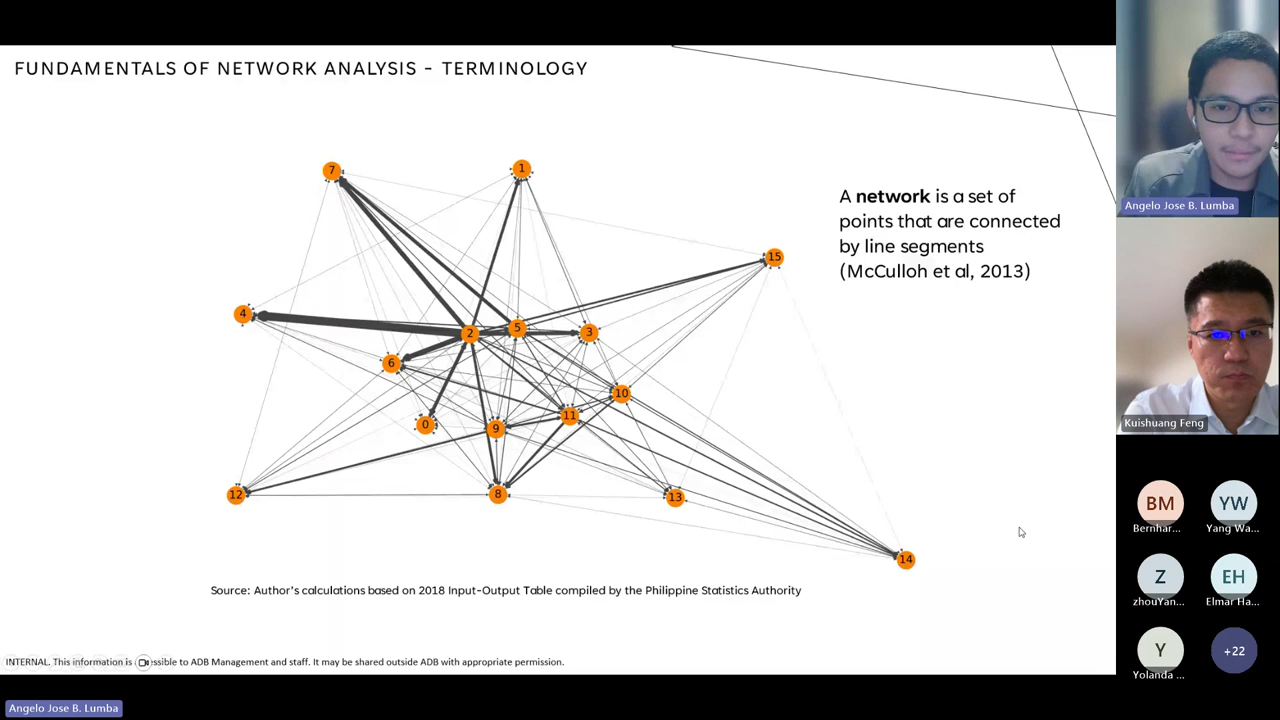 FUNDAMENTALS OF NETWORK ANALYSIS - TERMINOLOGY
7
1
15
4
2
5
3
6
10
11
0
9
12
8
13
14
A network is a set of
points that are connected
by line segments
(McCulloh et al, 2013)
Source: Author's calculations based on 2018 Input-Output Table compiled by the Philippine Statistics Authority
INTERNAL. This information is ssible to ADB Management and staff. It may be shared outside ADB with appropriate permission.
Angelo Jose B. Lumba
Angelo Jose B. Lumba
Kuishuang Feng
BM
YW
Bernhar...
Yang Wa...
Z
EH
zhouYan...
Elmar Ha...
Y
+22
Yolanda ...